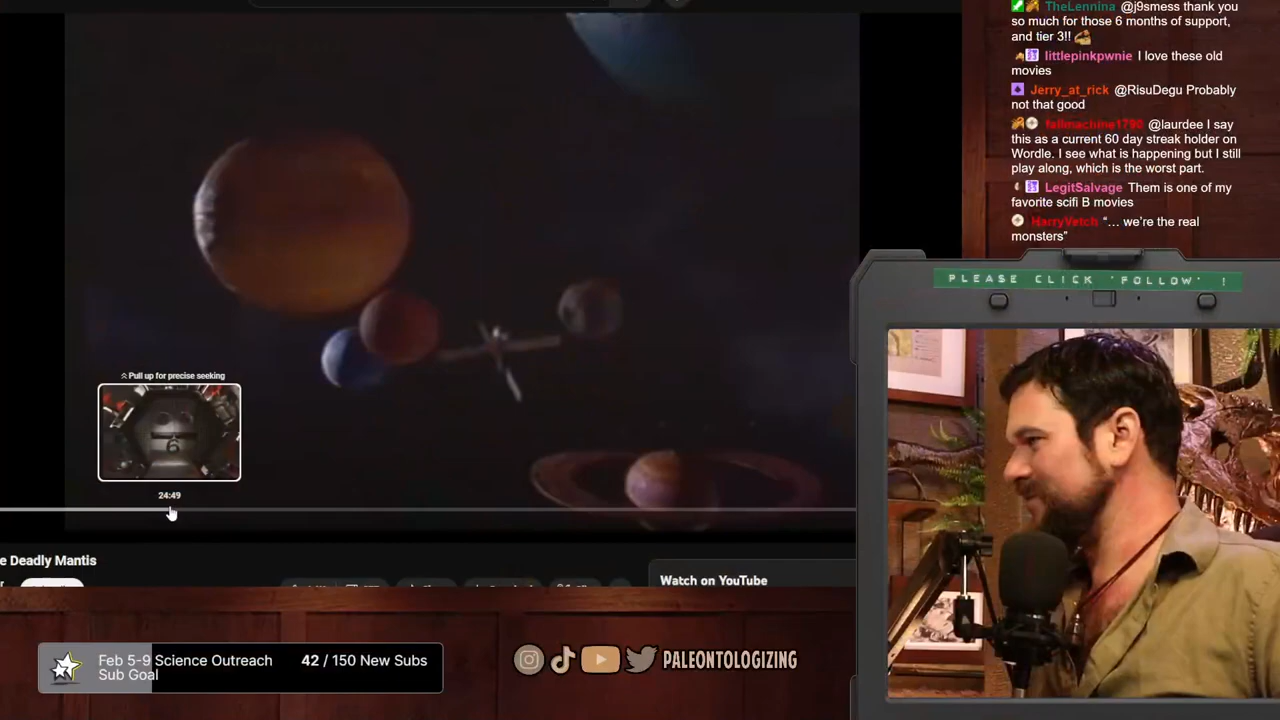 TheLennina @j9smess thank you
so much for those 6 months of support,
and tier 3!!
littlepinkpwnie I love these old
movies
Jerry_at_rick @RisuDegu Probably
not that good
fallmachine1790 @laurdee I say
this as a current 60 day streak holder on
Wordle. I see what is happening but I still
play along, which is the worst part.
LegitSalvage Them is one of my
favorite scifi B movies
HarryVetch “... we’re the real
monsters”
PLEASE CLICK "FOLLOW" !
Pull up for precise seeking
6
24:49
e Deadly Mantis
Watch on YouTube
Feb 5-9 Science Outreach
Sub Goal
42 / 150 New Subs
PALEONTOLOGIZING